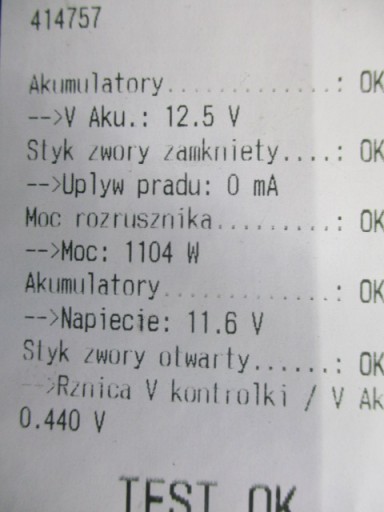 414757
Akumulatory.............: OK
-->V Aku.: 12.5 V
Styk zwory zamkniety....: OK
-->Uplyw pradu: 0 mA
Moc rozrusznika.........: OK
-->Moc: 1104 W
Akumulatory.............: OK
-->Napiecie: 11.6 V
Styk zwory otwarty......: OK
-->Rznica V kontrolki / V Ak
0.440 V
TEST OK